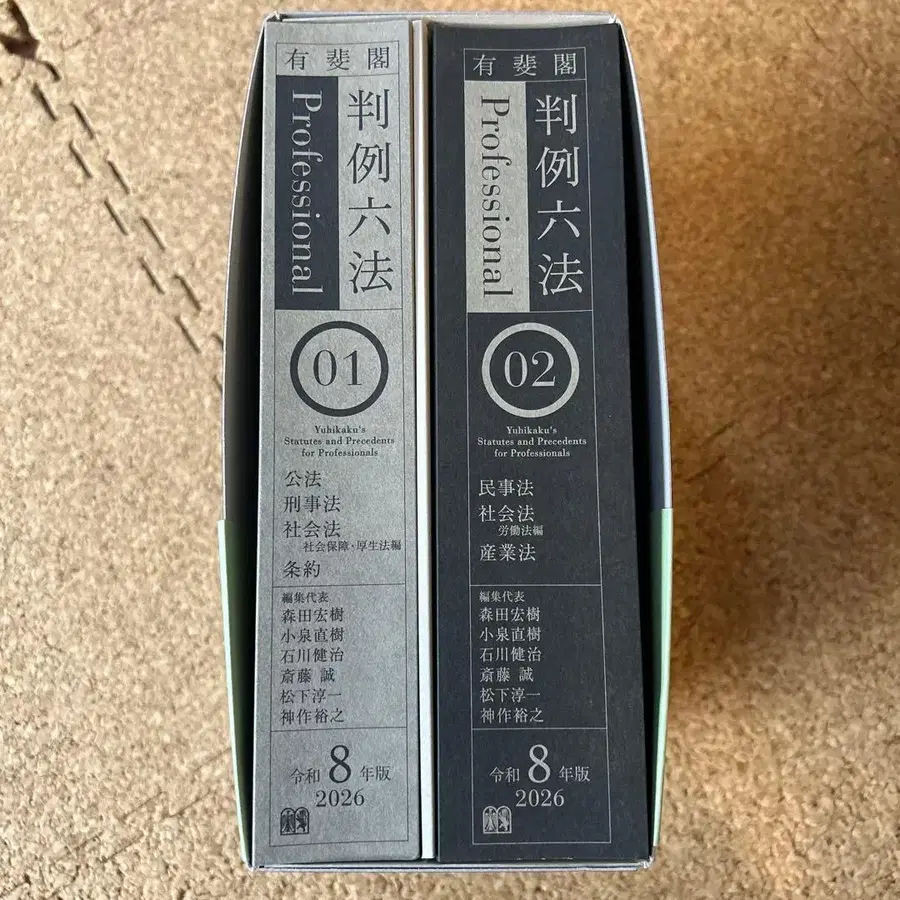 有斐閣
判例六法
Professional
01
Yuhikaku's
Statutes and Precedents
for Professionals
公法
刑事法
社会法
社会保障・厚生法編
条約
編集代表
森田宏樹
小泉直樹
石川健治
斎藤 誠
松下淳一
神作裕之
令和 8 年版
2026
有斐閣
判例六法
Professional
02
Yuhikaku's
Statutes and Precedents
for Professionals
民事法
社会法
労働法編
産業法
編集代表
森田宏樹
小泉直樹
石川健治
斎藤 誠
松下淳一
神作裕之
令和 8 年版
2026